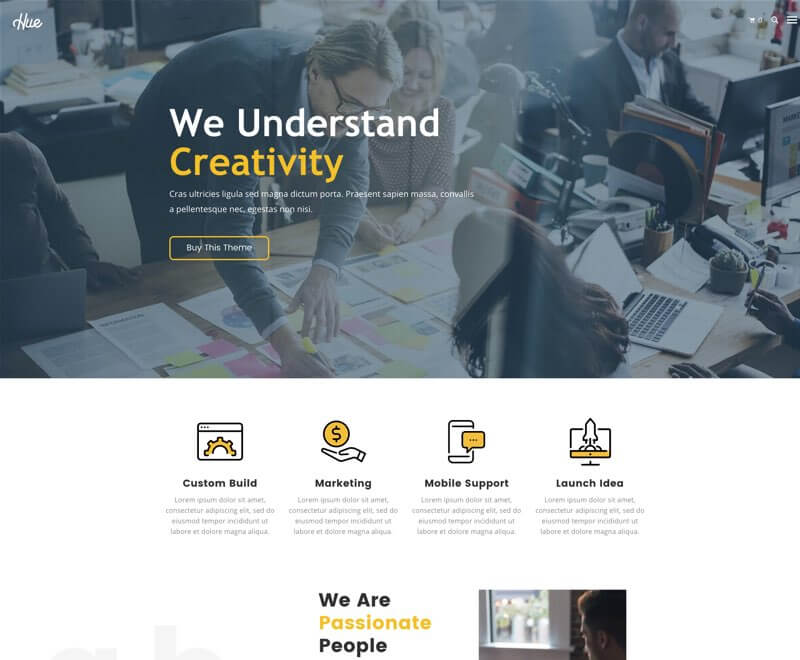 Hue
0
We Understand
Creativity
Cras ultricies ligula sed magna dictum porta. Praesent sapien massa, convallis
a pellentesque nec, egestas non nisi.
Buy This Theme
Custom Build
Marketing
Mobile Support
Launch Idea
Lorem ipsum dolor sit amet,
consectetur adipiscing elit, sed do
eiusmod tempor incididunt ut
labore et dolore magna aliqua.
Lorem ipsum dolor sit amet,
consectetur adipiscing elit, sed do
eiusmod tempor incididunt ut
labore et dolore magna aliqua.
Lorem ipsum dolor sit amet,
consectetur adipiscing elit, sed do
eiusmod tempor incididunt ut
labore et dolore magna aliqua.
Lorem ipsum dolor sit amet,
consectetur adipiscing elit, sed do
eiusmod tempor incididunt ut
labore et dolore magna aliqua.
We Are
Passionate
People